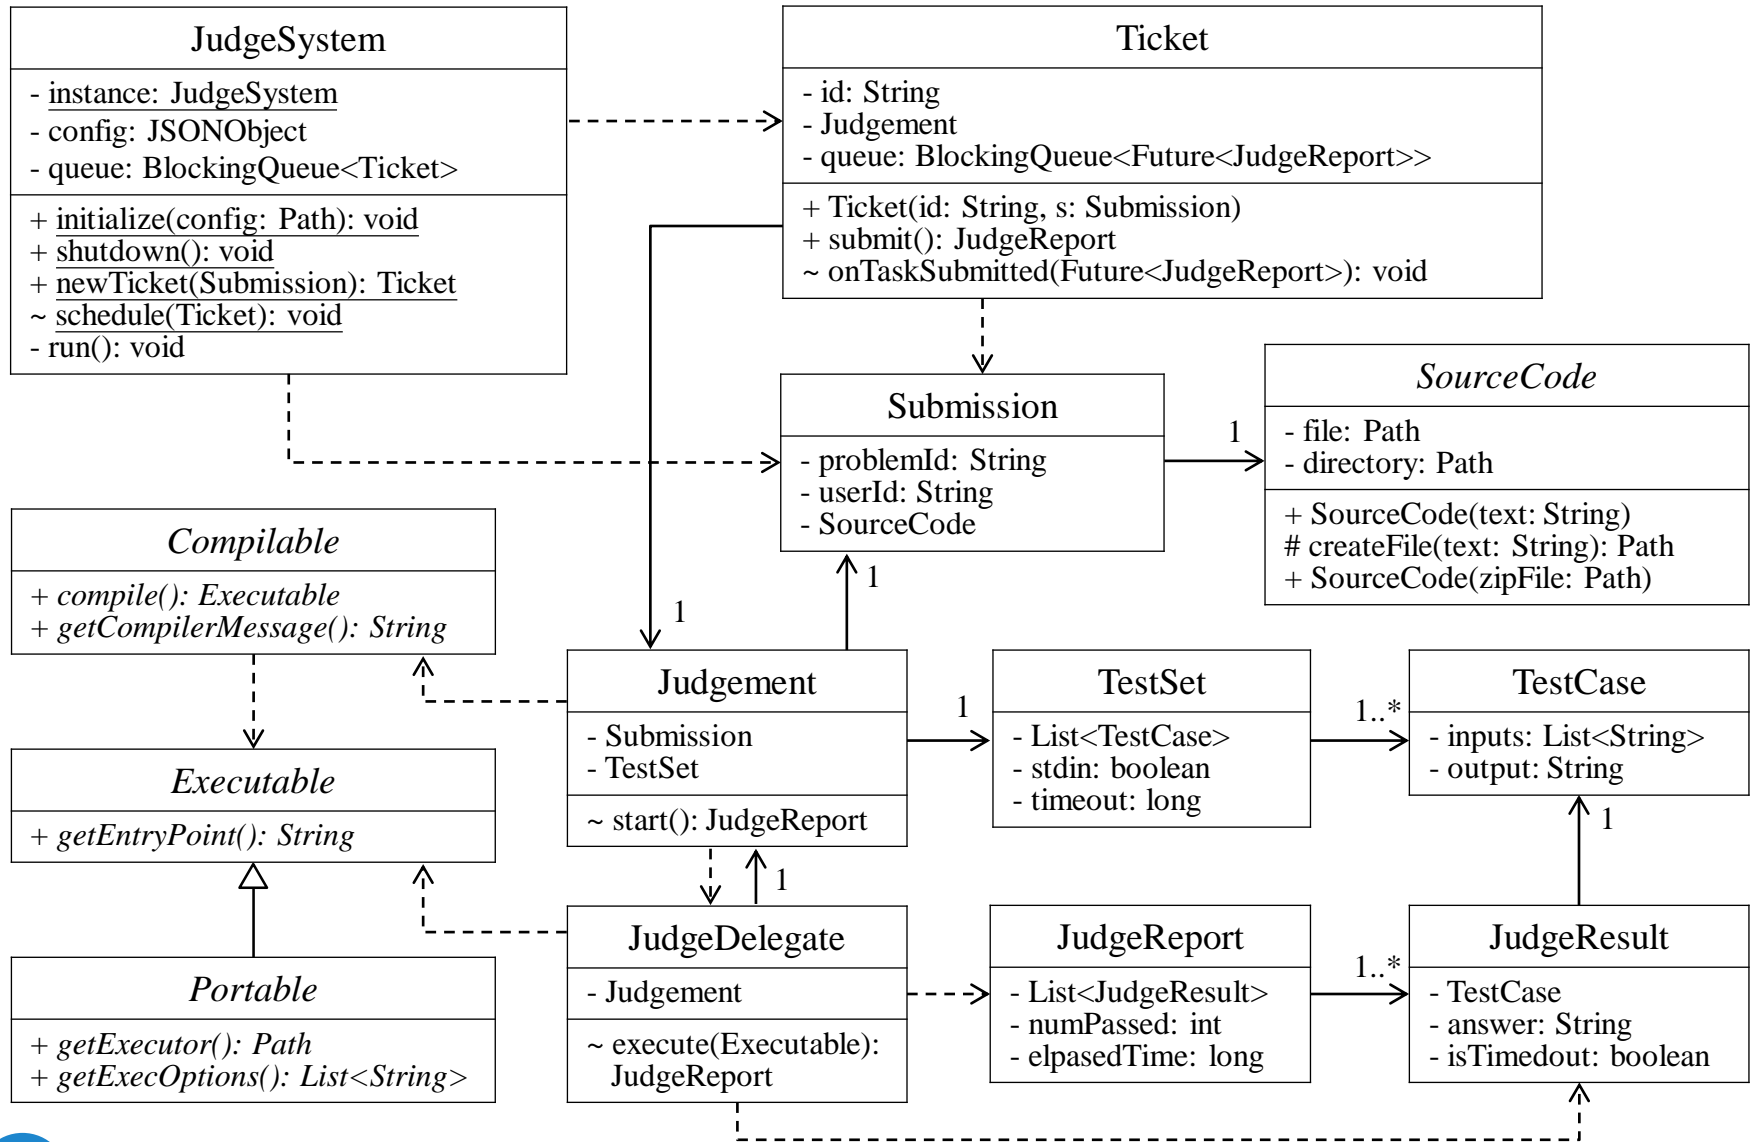 JudgeSystem
- instance: JudgeSystem
- config: JSONObject
- queue: BlockingQueue<Ticket>
+ initialize(config: Path): void
+ shutdown(): void
+ newTicket(Submission): Ticket
~ schedule(Ticket): void
- run(): void
Ticket
- id: String
- Judgement
- queue: BlockingQueue<Future<JudgeReport>>
+ Ticket(id: String, s: Submission)
+ submit(): JudgeReport
~ onTaskSubmitted(Future<JudgeReport>): void
Submission
- problemId: String
- userId: String
- SourceCode
1
SourceCode
- file: Path
- directory: Path
+ SourceCode(text: String)
# createFile(text: String): Path
+ SourceCode(zipFile: Path)
Compilable
+ compile(): Executable
+ getCompilerMessage(): String
1
1
Judgement
- Submission
- TestSet
~ start(): JudgeReport
1
TestSet
- List<TestCase>
- stdin: boolean
- timeout: long
1..*
TestCase
- inputs: List<String>
- output: String
Executable
+ getEntryPoint(): String
1
1
Portable
+ getExecutor(): Path
+ getExecOptions(): List<String>
JudgeDelegate
- Judgement
~ execute(Executable):
JudgeReport
JudgeReport
- List<JudgeResult>
- numPassed: int
- elpasedTime: long
1..*
JudgeResult
- TestCase
- answer: String
- isTimedout: boolean